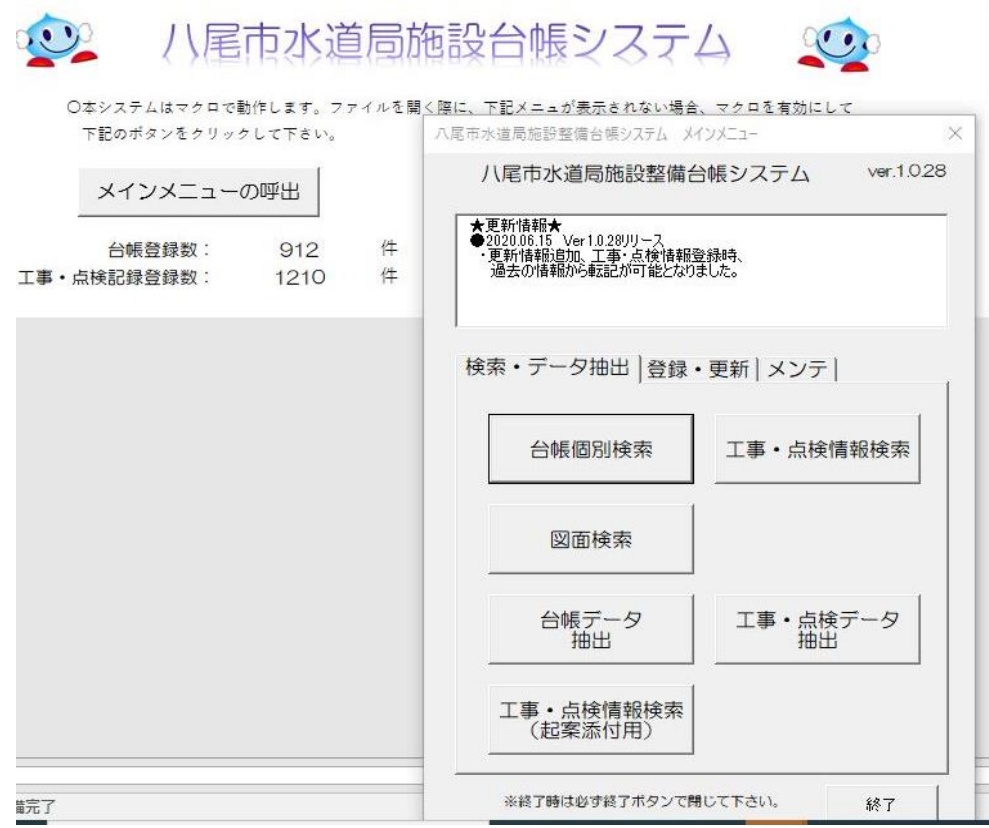 八尾市水道局施設台帳システム
〇本システムはマクロで動作します。ファイルを開く際に、下記メニューが表示されない場合、マクロを有効にして
下記のボタンをクリックして下さい。
メインメニューの呼出
台帳登録数： 912 件
工事・点検記録登録数： 1210 件
八尾市水道局施設整備台帳システム メインメニュー
八尾市水道局施設整備台帳システム ver.1.0.28
★更新情報★
●2020.06.15 Ver1.0.28リリース
・更新情報追加、工事・点検情報登録時、
過去の情報から転記が可能となりました。
検索・データ抽出 登録・更新 メンテ
台帳個別検索 工事・点検情報検索
図面検索
台帳データ
抽出
工事・点検データ
抽出
工事・点検情報検索
（起案添付用）
※終了時は必ず終了ボタンで閉じて下さい。 終了
備完了